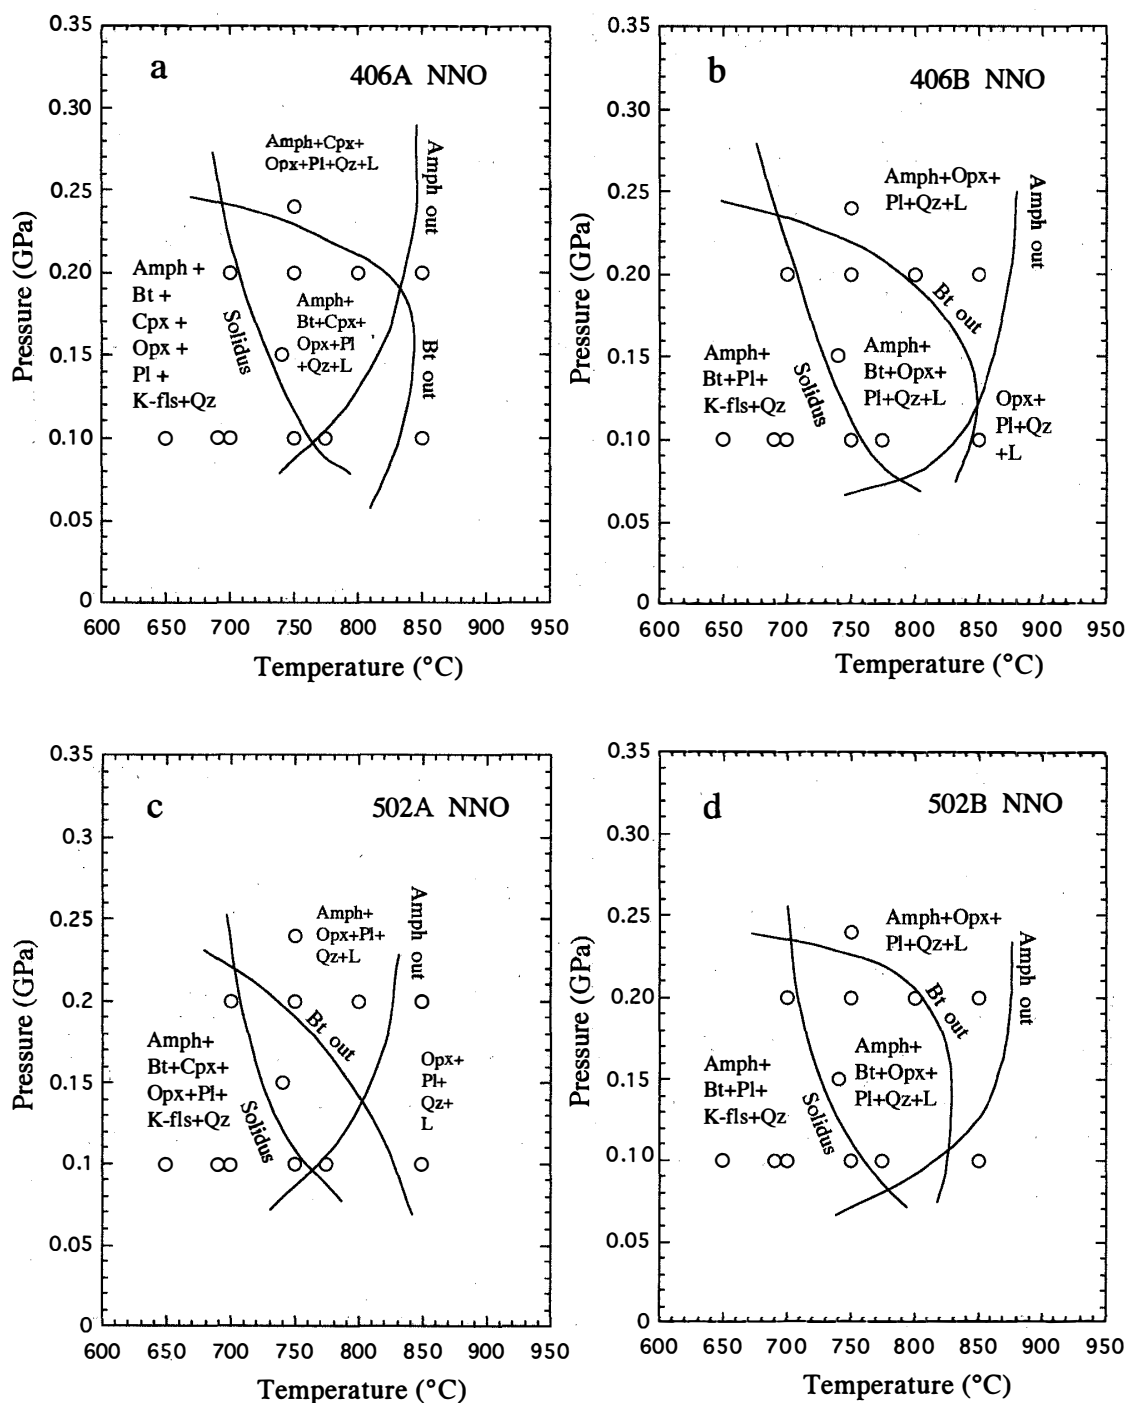 a
406A NNO
0.35
0.30
0.25
0.20
0.15
0.10
0.05
0
Pressure (GPa)
Amph+Cpx+
Opx+Pl+Qz+L
Amph out
Amph +
Bt +
Cpx +
Opx +
Pl +
K-fls+Qz
Solidus
Amph+
Bt+Cpx+
Opx+Pl
+Qz+L
Bt out
600 650 700 750 800 850 900 950
Temperature (°C)
b
406B NNO
0.35
0.30
0.25
0.20
0.15
0.10
0.05
0
Pressure (GPa)
Amph+Opx+
Pl+Qz+L
Amph out
Bt out
Amph+
Bt+Pl+
K-fls+Qz
Solidus
Amph+
Bt+Opx+
Pl+Qz+L
Opx+
Pl+Qz
+L
600 650 700 750 800 850 900 950
Temperature (°C)
c
502A NNO
0.35
0.3
0.25
0.2
0.15
0.1
0.05
0
Pressure (GPa)
Amph+
Opx+Pl+
Qz+L
Amph out
Bt out
Amph+
Bt+Cpx+
Opx+Pl+
K-fls+Qz
Solidus
Opx+
Pl+
Qz+
L
600 650 700 750 800 850 900 950
Temperature (°C)
d
502B NNO
0.35
0.30
0.25
0.20
0.15
0.10
0.05
0
Pressure (GPa)
Amph+Opx+
Pl+Qz+L
Amph out
Bt out
Amph+
Bt+Pl+
K-fls+Qz
Solidus
Amph+
Bt+Opx+
Pl+Qz+L
600 650 700 750 800 850 900 950
Temperature (°C)